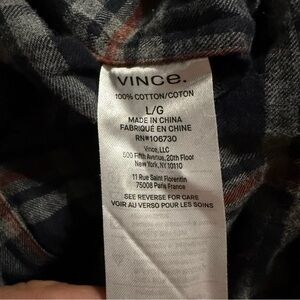 VINCE.
100% COTTON/COTON
L/G
MADE IN CHINA
FABRIQUÉ EN CHINE
RN#106730
Vince, LLC
500 Fifth Avenue, 20th Floor
New York, NY 10110
11 Rue Saint Florentin
75008 Paris France
SEE REVERSE FOR CARE
VOIR AU VERSO POUR LES SOINS